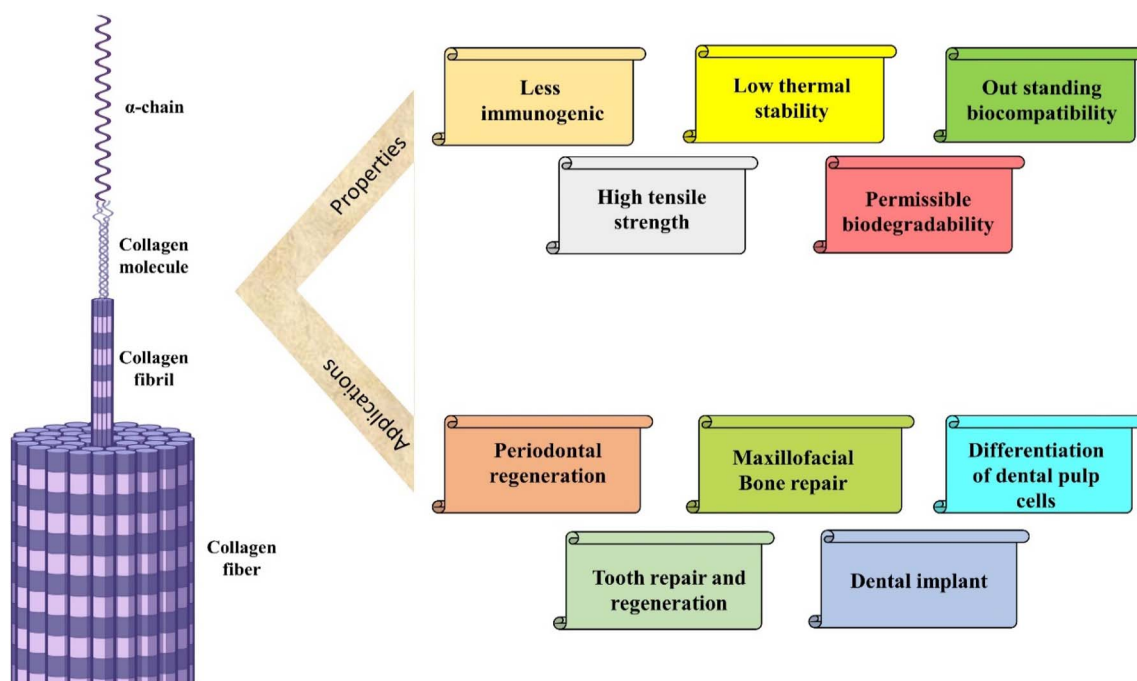 α-chain
Collagen
molecule
Collagen
fibril
Collagen
fiber
Properties
Less
immunogenic
Low thermal
stability
Out standing
biocompatibility
High tensile
strength
Permissible
biodegradability
Applications
Periodontal
regeneration
Maxillofacial
Bone repair
Differentiation
of dental pulp
cells
Tooth repair and
regeneration
Dental implant